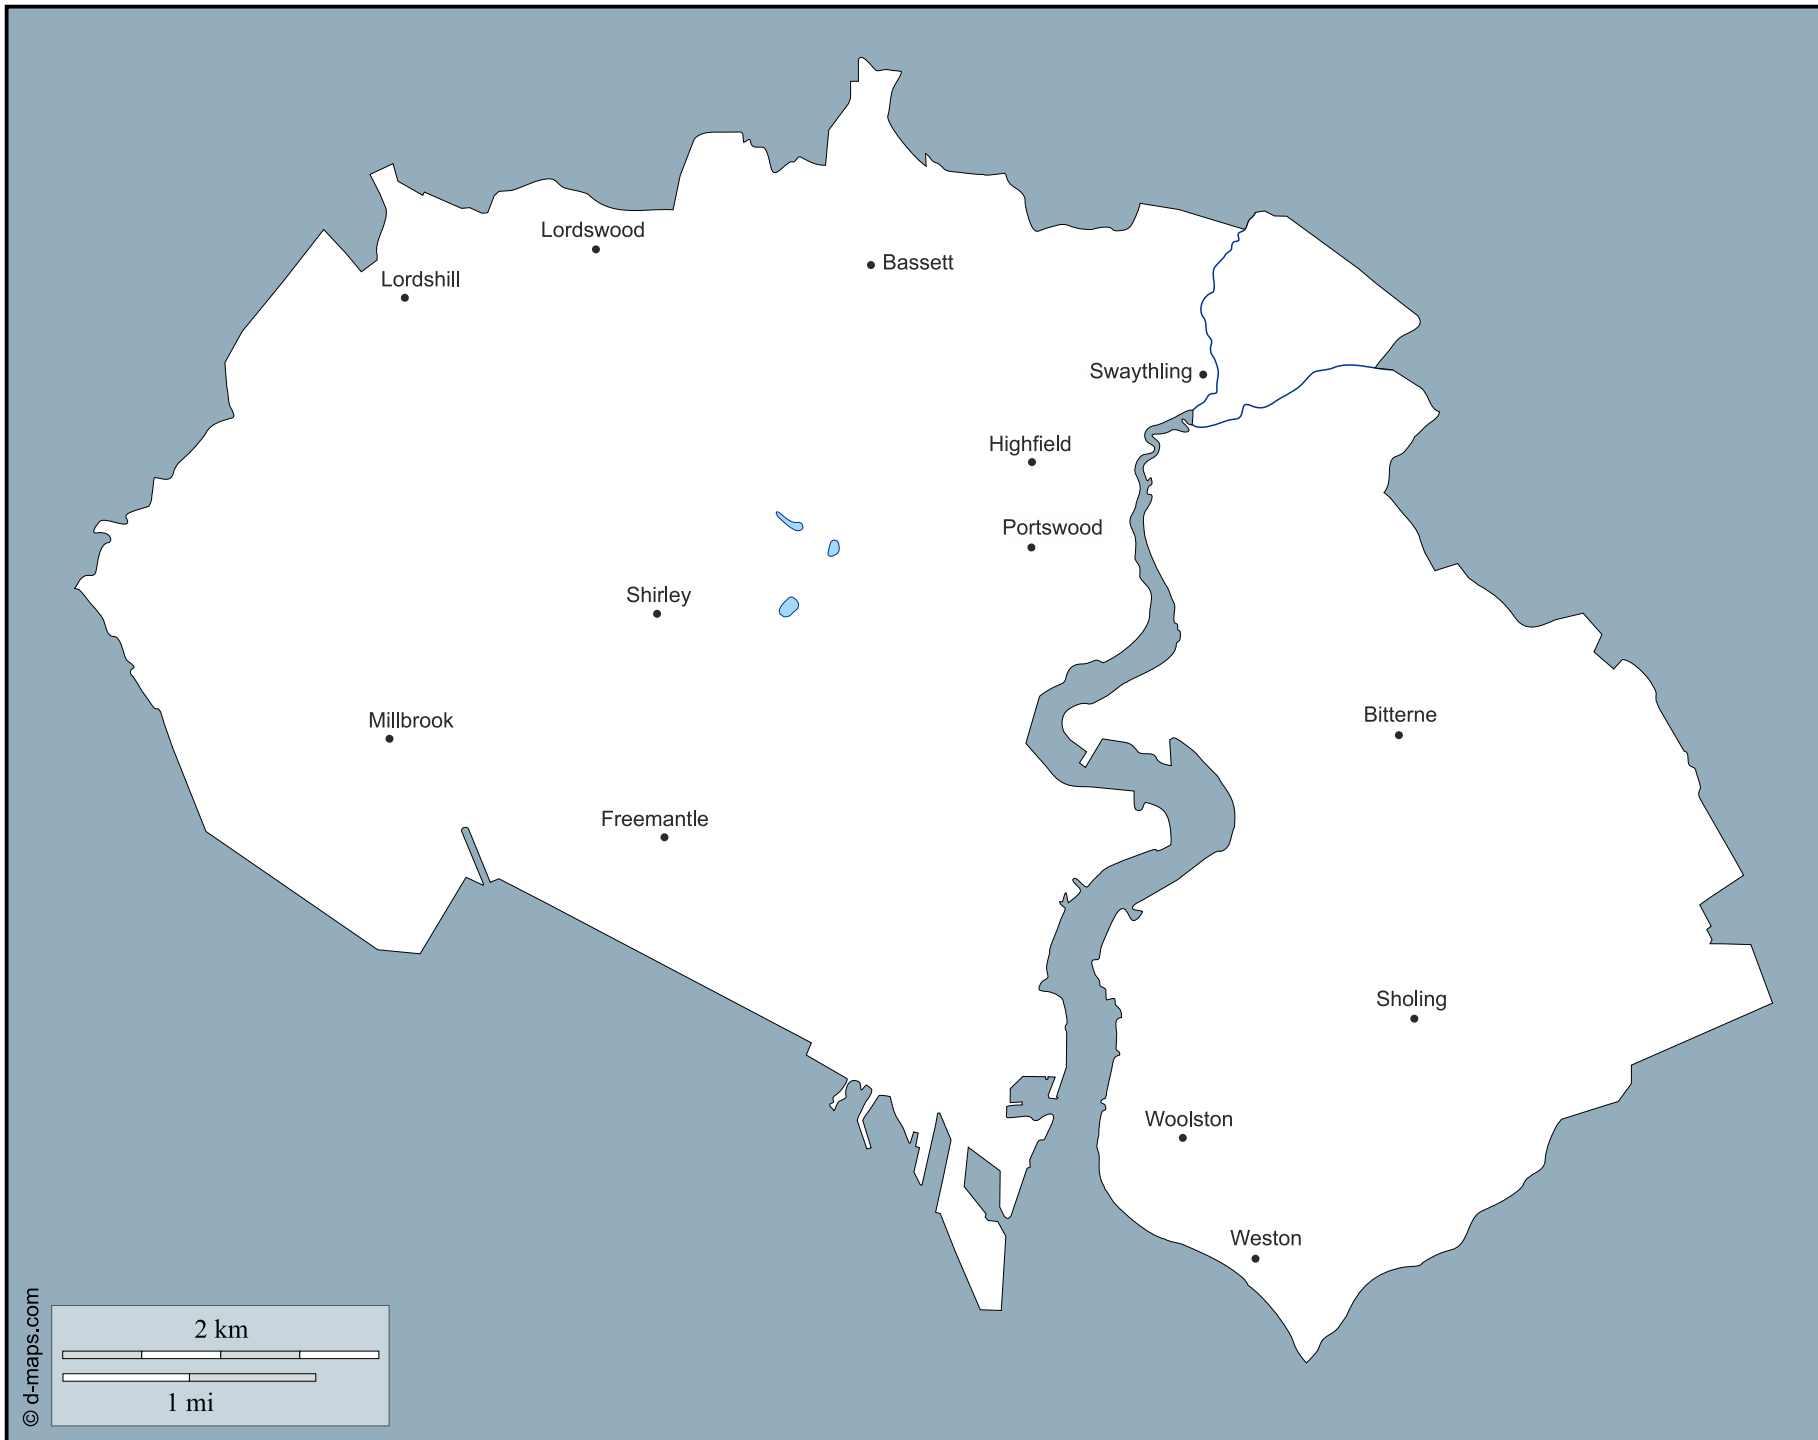 Lordswood
Bassett
Lordshill
Swaythling
Highfield
Portswood
Shirley
Millbrook
Bitterne
Freemantle
Sholing
Woolston
Weston
2 km
1 mi
© d-maps.com